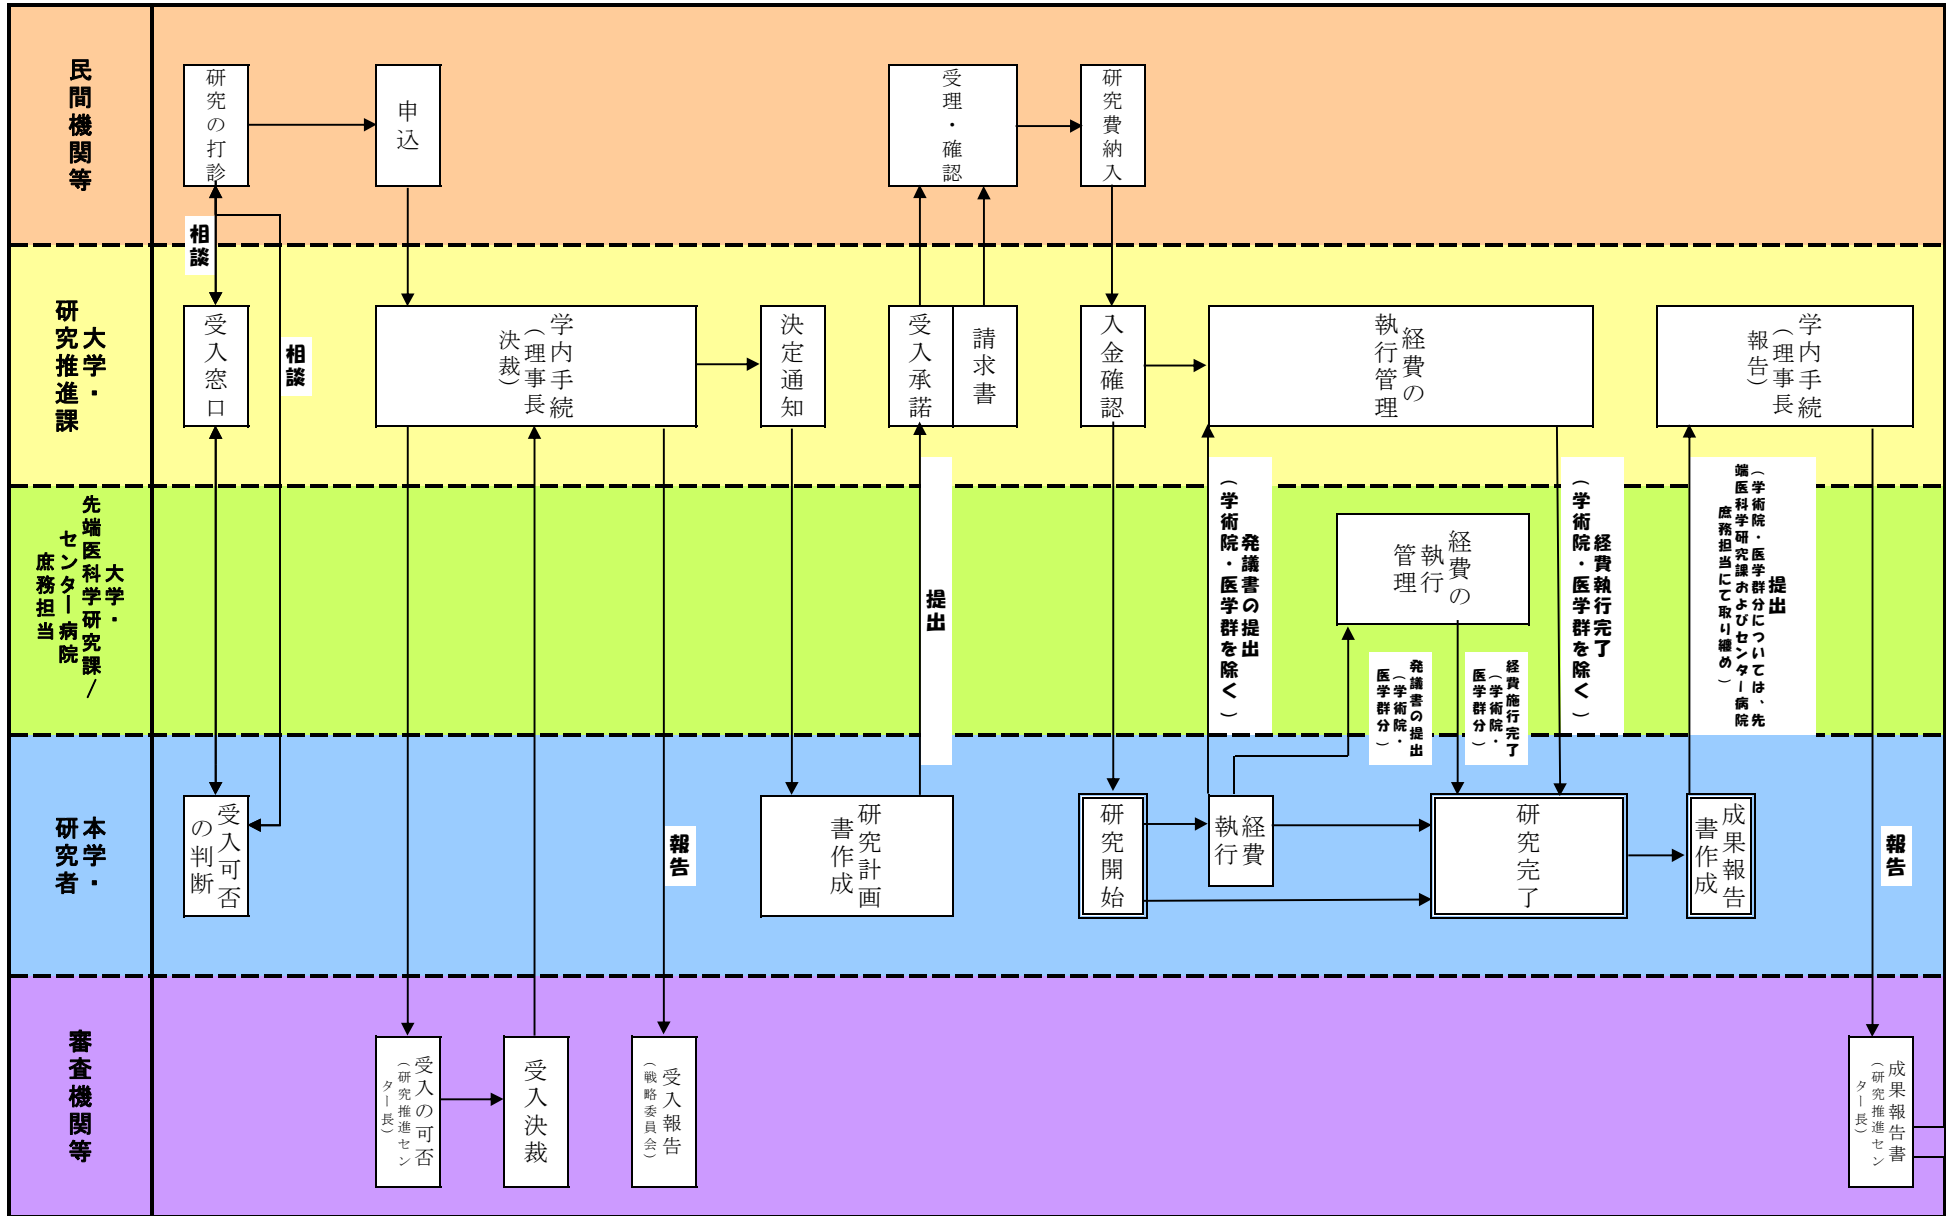 民間機関等
研究の打診
申込
受理・確認
研究費納入
相談
相談
大学・
研究推進課
受入窓口
学内手続
（理事長
決裁）
決定通知
受入承諾
請求書
入金確認
経費の
執行管理
学内手続
（理事長
報告）
大学・
先端医科学研究課/
センター病院
庶務担当
提出
発議書の提出
（学術院・医学群を除く）
経費の
執行
管理
発議書の提出
（学術院・
医学群分）
経費施行完了
（学術院・
医学群分）
経費執行完了
（学術院・医学群を除く）
提出
（学術院・医学群分については、先
端医科学研究課およびセンター病院
庶務担当にて取り纏め）
本学・
研究者
受入可否
の判断
報告
研究計画
書作成
研究開始
経費
執行
研究完了
成果報告
書作成
報告
審査機関等
受入の可否
（研究推進セン
ター長）
受入決裁
受入報告
（戦略委員会）
成果報告書
（研究推進セン
ター長）